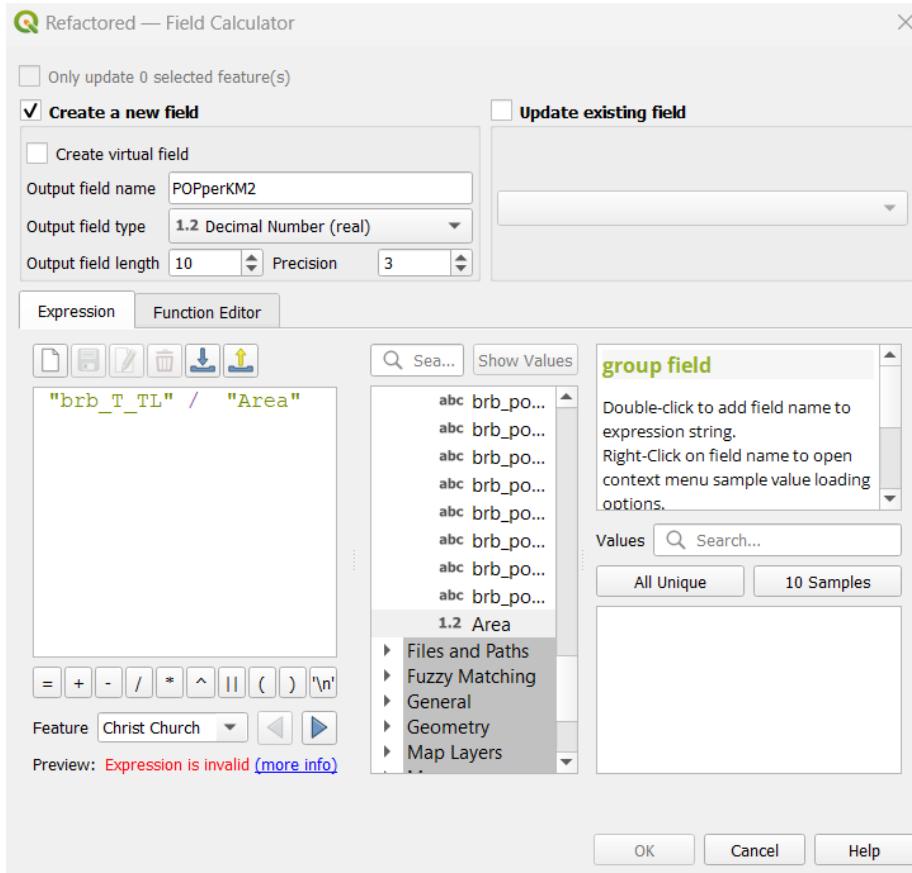 Refactored — Field Calculator
Only update 0 selected feature(s)
Create a new field
Update existing field
Create virtual field
Output field name POPperKM2
Output field type 1.2 Decimal Number (real)
Output field length 10 Precision 3
Expression Function Editor
Sea... Show Values
group field
"brb_T_TL" / "Area"
abc brb_po...
abc brb_po...
abc brb_po...
abc brb_po...
abc brb_po...
abc brb_po...
abc brb_po...
abc brb_po...
1.2 Area
Files and Paths
Fuzzy Matching
General
Geometry
Map Layers
Double-click to add field name to
expression string.
Right-Click on field name to open
context menu sample value loading
options.
Values Search...
All Unique 10 Samples
= + - / * ^ || ( ) '\n'
Feature Christ Church
Preview: Expression is invalid (more info)
OK Cancel Help